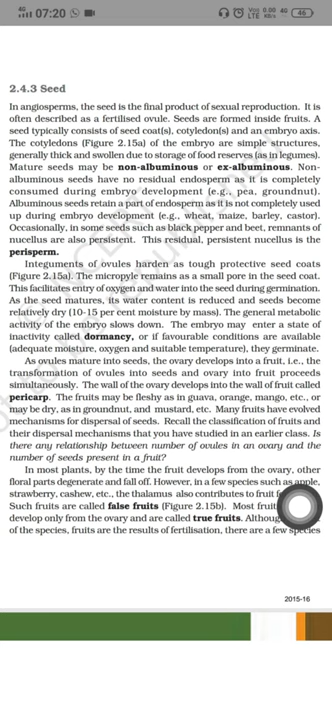 4G 07:20 Vo)) 0.00 4G 46
LTE KB/s
2.4.3 Seed
In angiosperms, the seed is the final product of sexual reproduction. It is
often described as a fertilised ovule. Seeds are formed inside fruits. A
seed typically consists of seed coat(s), cotyledon(s) and an embryo axis.
The cotyledons (Figure 2.15a) of the embryo are simple structures,
generally thick and swollen due to storage of food reserves (as in legumes).
Mature seeds may be non-albuminous or ex-albuminous. Non-
albuminous seeds have no residual endosperm as it is completely
consumed during embryo development (e.g., pea, groundnut).
Albuminous seeds retain a part of endosperm as it is not completely used
up during embryo development (e.g., wheat, maize, barley, castor).
Occasionally, in some seeds such as black pepper and beet, remnants of
nucellus are also persistent. This residual, persistent nucellus is the
perisperm.
Integuments of ovules harden as tough protective seed coats
(Figure 2.15a). The micropyle remains as a small pore in the seed coat.
This facilitates entry of oxygen and water into the seed during germination.
As the seed matures, its water content is reduced and seeds become
relatively dry (10-15 per cent moisture by mass). The general metabolic
activity of the embryo slows down. The embryo may enter a state of
inactivity called dormancy, or if favourable conditions are available
(adequate moisture, oxygen and suitable temperature), they germinate.
As ovules mature into seeds, the ovary develops into a fruit, i.e., the
transformation of ovules into seeds and ovary into fruit proceeds
simultaneously. The wall of the ovary develops into the wall of fruit called
pericarp. The fruits may be fleshy as in guava, orange, mango, etc., or
may be dry, as in groundnut, and mustard, etc. Many fruits have evolved
mechanisms for dispersal of seeds. Recall the classification of fruits and
their dispersal mechanisms that you have studied in an earlier class. Is
there any relationship between number of ovules in an ovary and the
number of seeds present in a fruit?
In most plants, by the time the fruit develops from the ovary, other
floral parts degenerate and fall off. However, in a few species such as apple,
strawberry, cashew, etc., the thalamus also contributes to fruit
Such fruits are called false fruits (Figure 2.15b). Most fruit
develop only from the ovary and are called true fruits. Althoug
of the species, fruits are the results of fertilisation, there are a few species
2015-16